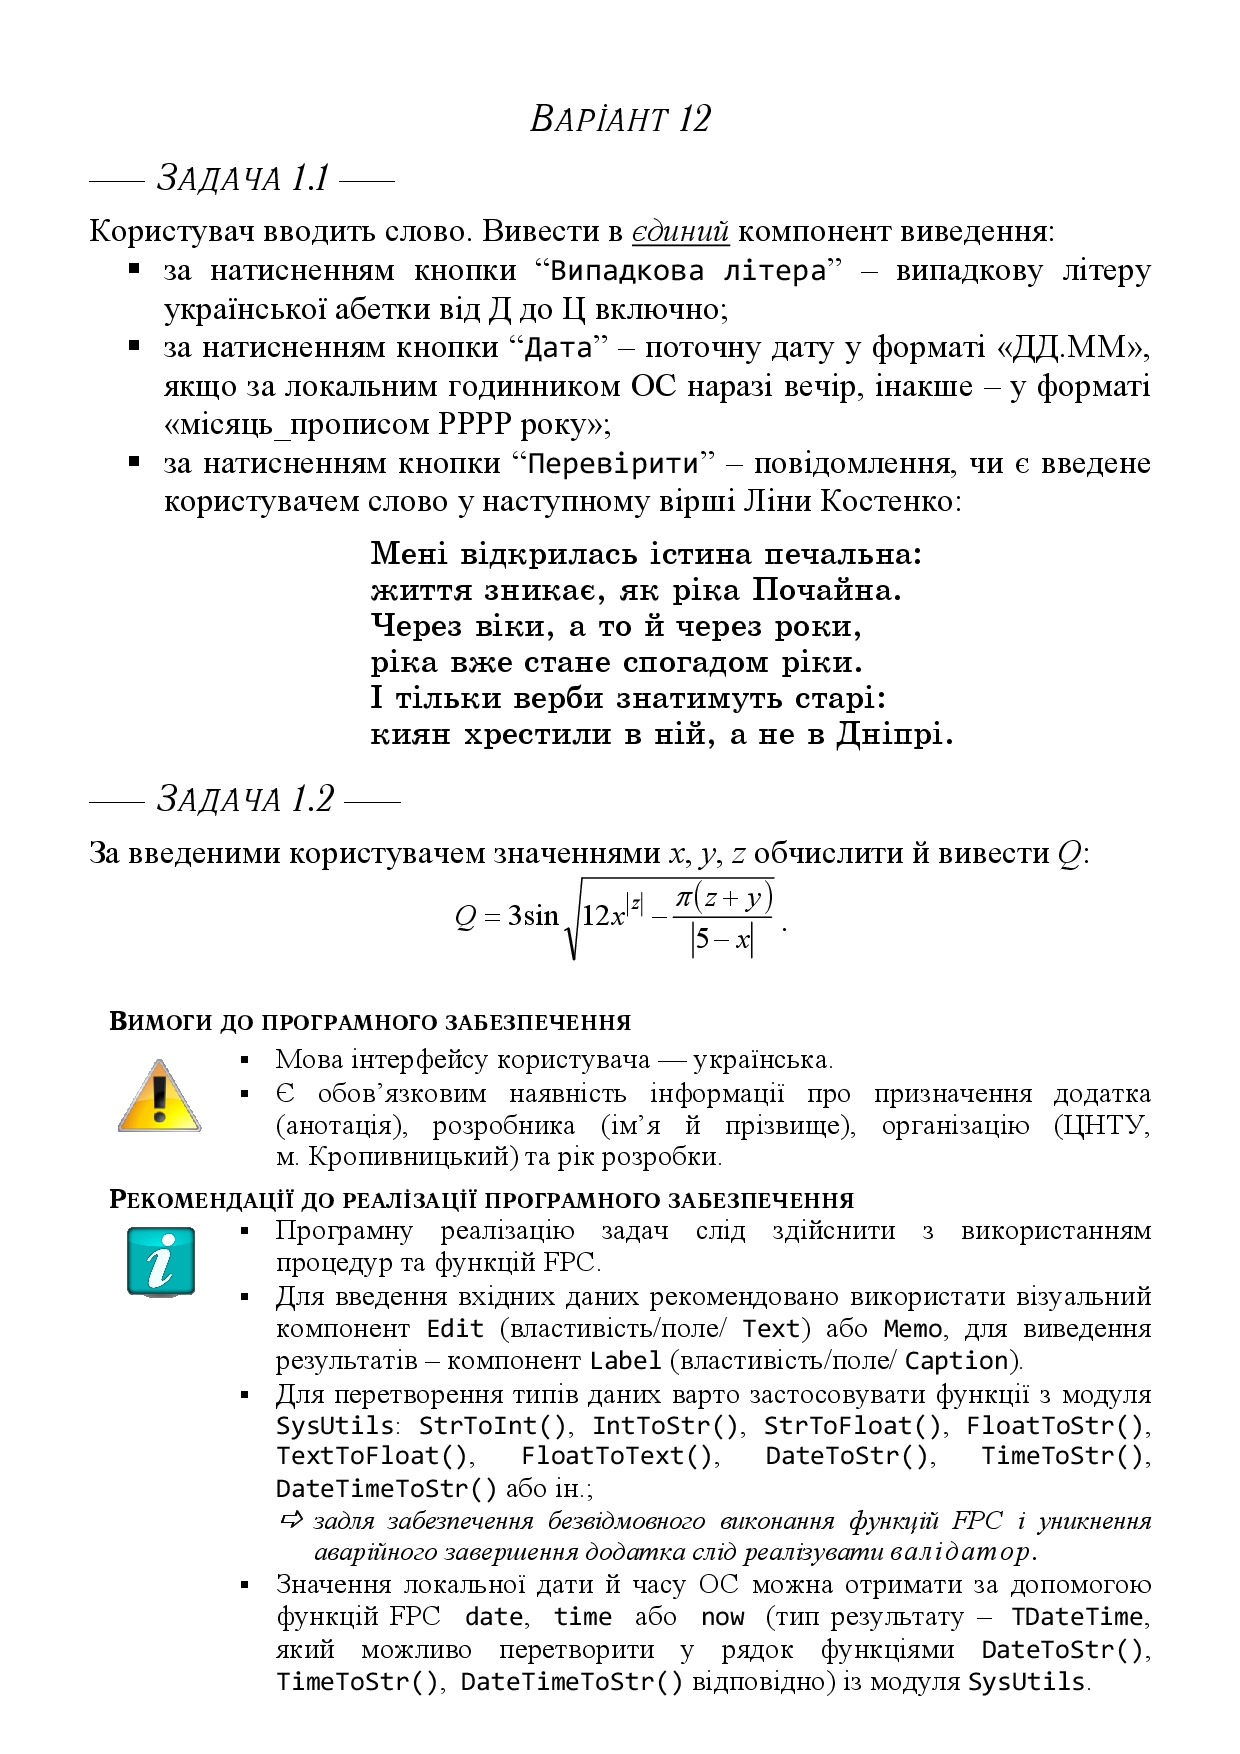 ВАРІАНТ 12
ЗАДАЧА 1.1
Користувач вводить слово. Вивести в єдиний компонент виведення:
▪ за натисненням кнопки “Випадкова літера” – випадкову літеру
української абетки від Д до Ц включно;
▪ за натисненням кнопки “Дата” – поточну дату у форматі «ДД.ММ»,
якщо за локальним годинником ОС наразі вечір, інакше – у форматі
«місяць_прописом РРРР року»;
▪ за натисненням кнопки “Перевірити” – повідомлення, чи є введене
користувачем слово у наступному вірші Ліни Костенко:
Мені відкрилась істина печальна:
життя зникає, як ріка Почайна.
Через віки, а то й через роки,
ріка вже стане спогадом ріки.
І тільки верби знатимуть старі:
киян хрестили в ній, а не в Дніпрі.
ЗАДАЧА 1.2
За введеними користувачем значеннями x, y, z обчислити й вивести Q:
Q = 3sin √(12x^|z| − π(z + y) / |5 − x|) .
ВИМОГИ ДО ПРОГРАМНОГО ЗАБЕЗПЕЧЕННЯ
▪ Мова інтерфейсу користувача — українська.
▪ Є обов’язковим наявність інформації про призначення додатка
(анотація), розробника (ім’я й прізвище), організацію (ЦНТУ,
м. Кропивницький) та рік розробки.
РЕКОМЕНДАЦІЇ ДО РЕАЛІЗАЦІЇ ПРОГРАМНОГО ЗАБЕЗПЕЧЕННЯ
▪ Програмну реалізацію задач слід здійснити з використанням
процедур та функцій FPC.
▪ Для введення вхідних даних рекомендовано використати візуальний
компонент Edit (властивість/поле/ Text) або Memo, для виведення
результатів – компонент Label (властивість/поле/ Caption).
▪ Для перетворення типів даних варто застосовувати функції з модуля
SysUtils: StrToInt(), IntToStr(), StrToFloat(), FloatToStr(),
TextToFloat(), FloatToText(), DateToStr(), TimeToStr(),
DateTimeToStr() або ін.;
⇨ задля забезпечення безвідмовного виконання функцій FPC і уникнення
аварійного завершення додатка слід реалізувати валідатор.
▪ Значення локальної дати й часу ОС можна отримати за допомогою
функцій FPC date, time або now (тип результату – TDateTime,
який можливо перетворити у рядок функціями DateToStr(),
TimeToStr(), DateTimeToStr() відповідно) із модуля SysUtils.